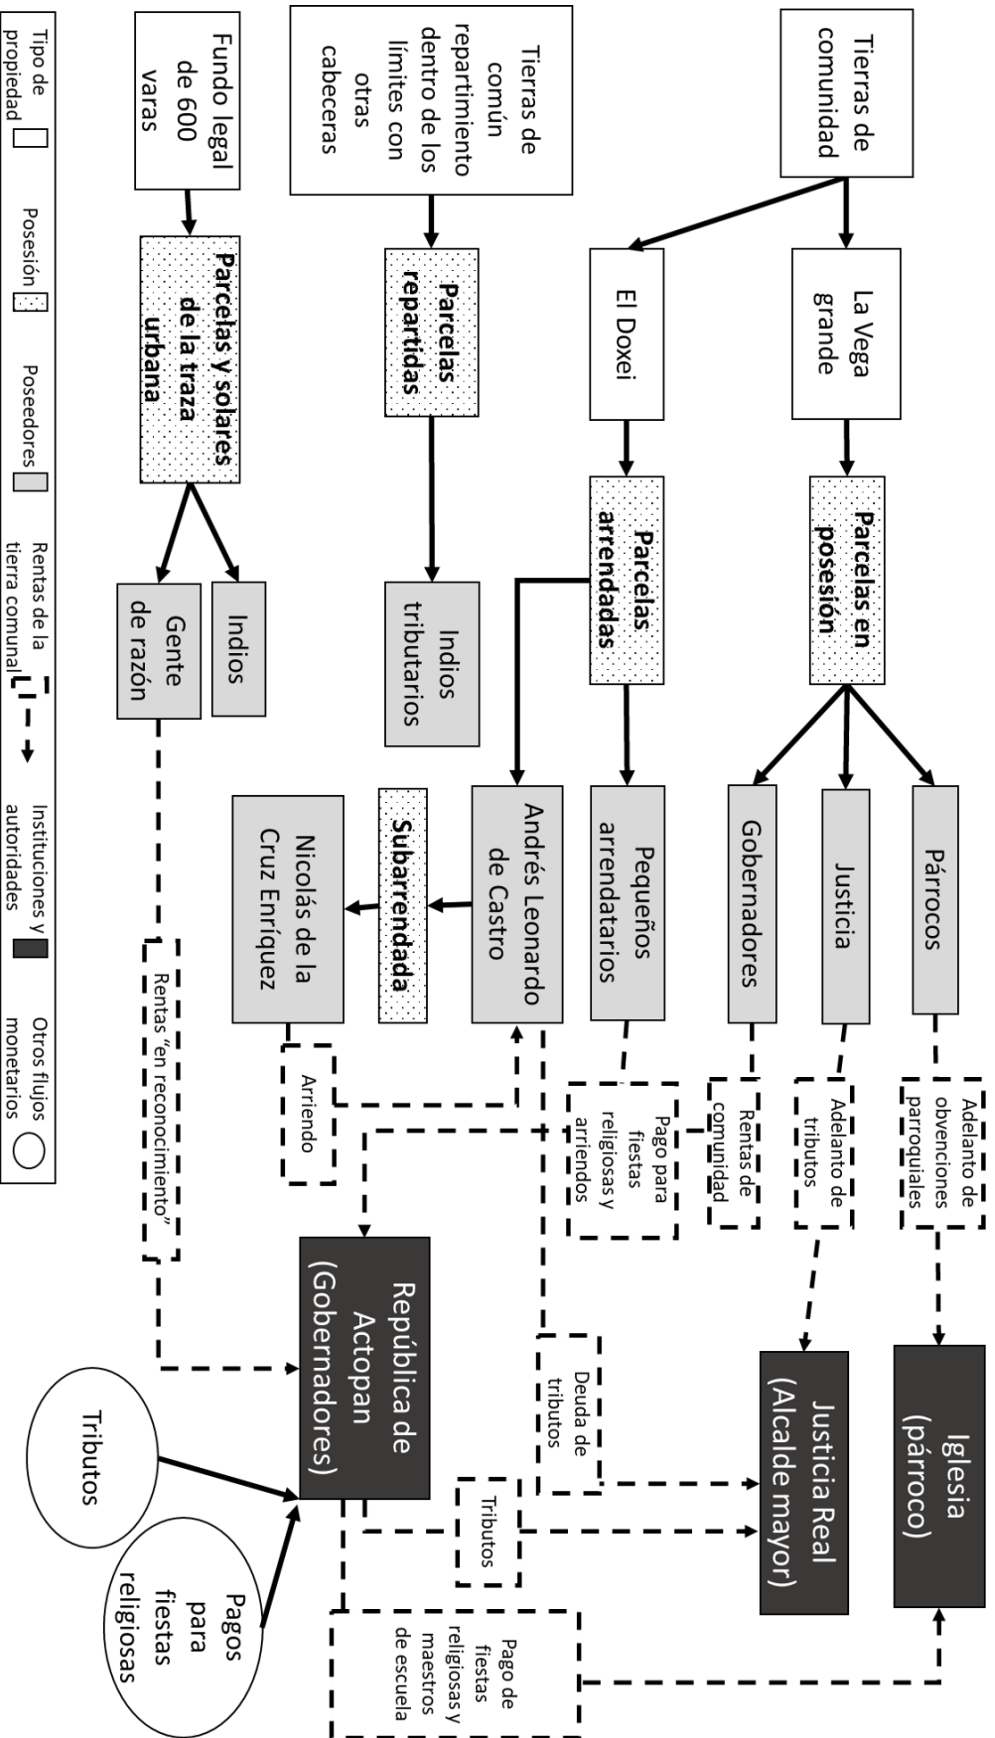 Tierras de
comunidad
La Vega
grande
Parcelas en
posesión
Párrocos
Justicia
Gobernadores
Adelanto de
obvenciones
parroquiales
Adelanto de
tributos
Rentas de
comunidad
Iglesia
(párroco)
Justicia Real
(Alcalde mayor)
El Doxei
Parcelas
arrendadas
Pequeños
arrendatarios
Pago para
fiestas
religiosas y
arriendos
Andrés Leonardo
de Castro
Deuda de
tributos
Tributos
Tierras de
común
repartimiento
dentro de los
límites con
otras
cabeceras
Parcelas
repartidas
Indios
tributarios
Subarrendada
Nicolás de la
Cruz Enríquez
Arriendo
República de
Actopan
(Gobernadores)
Pago de
fiestas
religiosas y
maestros
de escuela
Fundo legal
de 600
varas
Parcelas y solares
de la traza
urbana
Indios
Gente
de razón
Rentas “en reconocimiento”
Tributos
Pagos
para
fiestas
religiosas
Tipo de
propiedad
Posesión
Poseedores
Rentas de la
tierra comunal
Instituciones y
autoridades
Otros flujos
monetarios